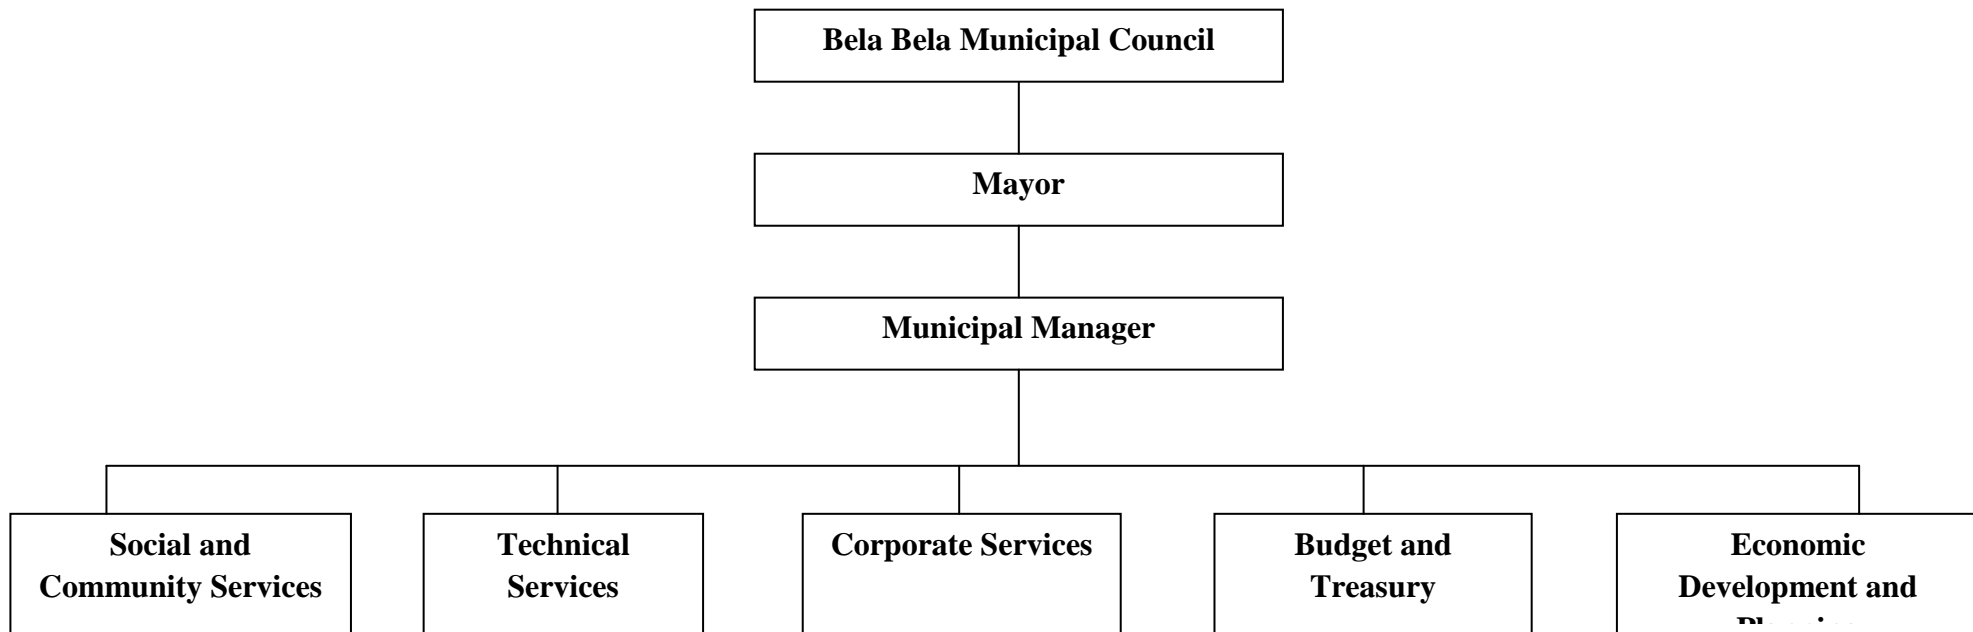 Bela Bela Municipal Council
Mayor
Municipal Manager
Social and
Community Services
Technical
Services
Corporate Services
Budget and
Treasury
Economic
Development and